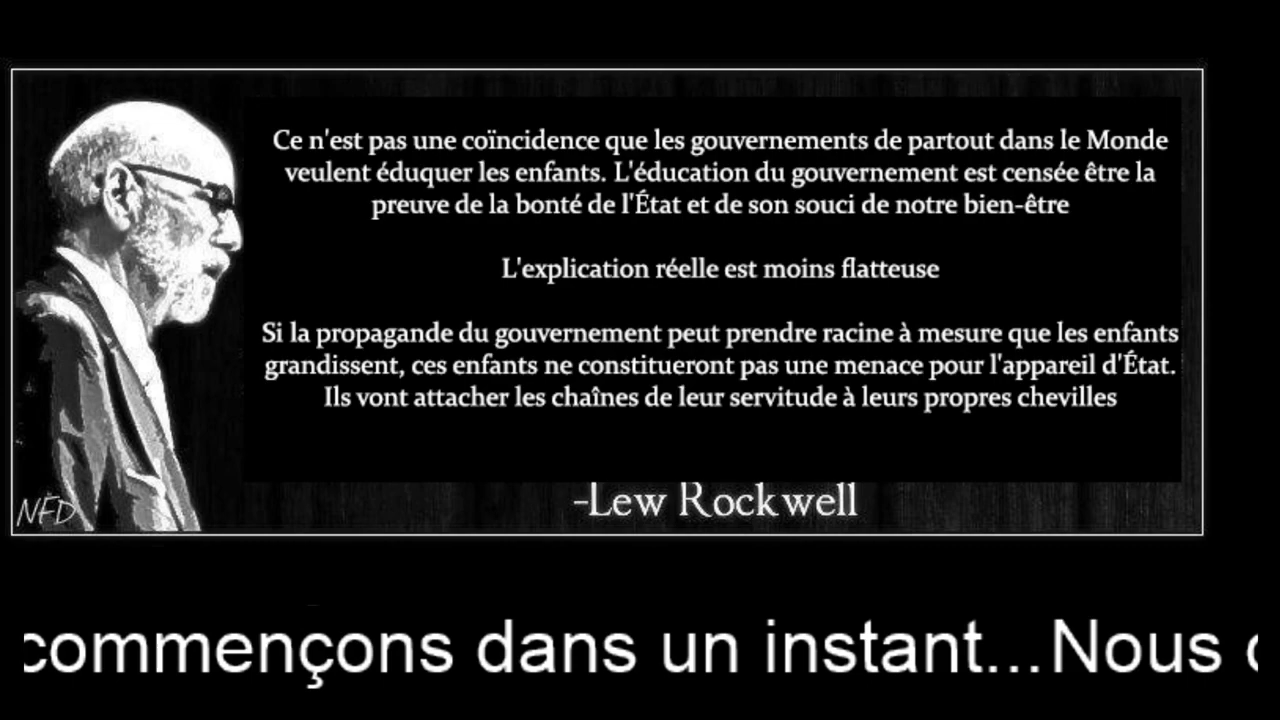 Ce n'est pas une coïncidence que les gouvernements de partout dans le Monde
veulent éduquer les enfants. L'éducation du gouvernement est censée être la
preuve de la bonté de l'État et de son souci de notre bien-être
L'explication réelle est moins flatteuse
Si la propagande du gouvernement peut prendre racine à mesure que les enfants
grandissent, ces enfants ne constitueront pas une menace pour l'appareil d'État.
Ils vont attacher les chaînes de leur servitude à leurs propres chevilles
-Lew Rockwell
NFD
commençons dans un instant...Nous c